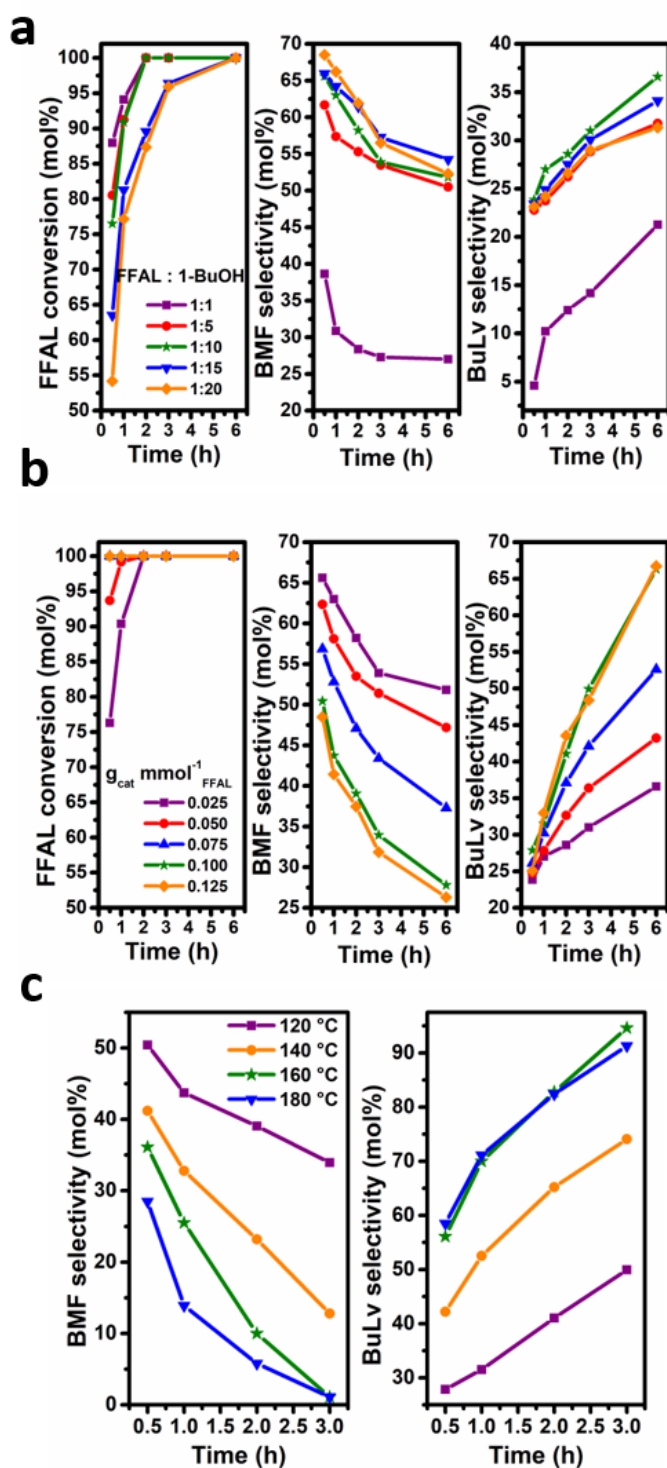 a
FFAL conversion (mol%)
100
95
90
85
80
75
70
65
60
55
50
FFAL : 1-BuOH
1:1
1:5
1:10
1:15
1:20
0 1 2 3 4 5 6
Time (h)
BMF selectivity (mol%)
70
65
60
55
50
45
40
35
30
25
20
0 1 2 3 4 5 6
Time (h)
BuLv selectivity (mol%)
40
35
30
25
20
15
10
5
0 1 2 3 4 5 6
Time (h)
b
FFAL conversion (mol%)
100
95
90
85
80
75
70
65
60
55
50
gcat mmol-1FFAL
0.025
0.050
0.075
0.100
0.125
0 1 2 3 4 5 6
Time (h)
BMF selectivity (mol%)
70
65
60
55
50
45
40
35
30
25
0 1 2 3 4 5 6
Time (h)
BuLv selectivity (mol%)
70
65
60
55
50
45
40
35
30
25
20
0 1 2 3 4 5 6
Time (h)
c
BMF selectivity (mol%)
50
40
30
20
10
0
120 °C
140 °C
160 °C
180 °C
0.5 1.0 1.5 2.0 2.5 3.0
Time (h)
BuLv selectivity (mol%)
90
80
70
60
50
40
30
0.5 1.0 1.5 2.0 2.5 3.0
Time (h)